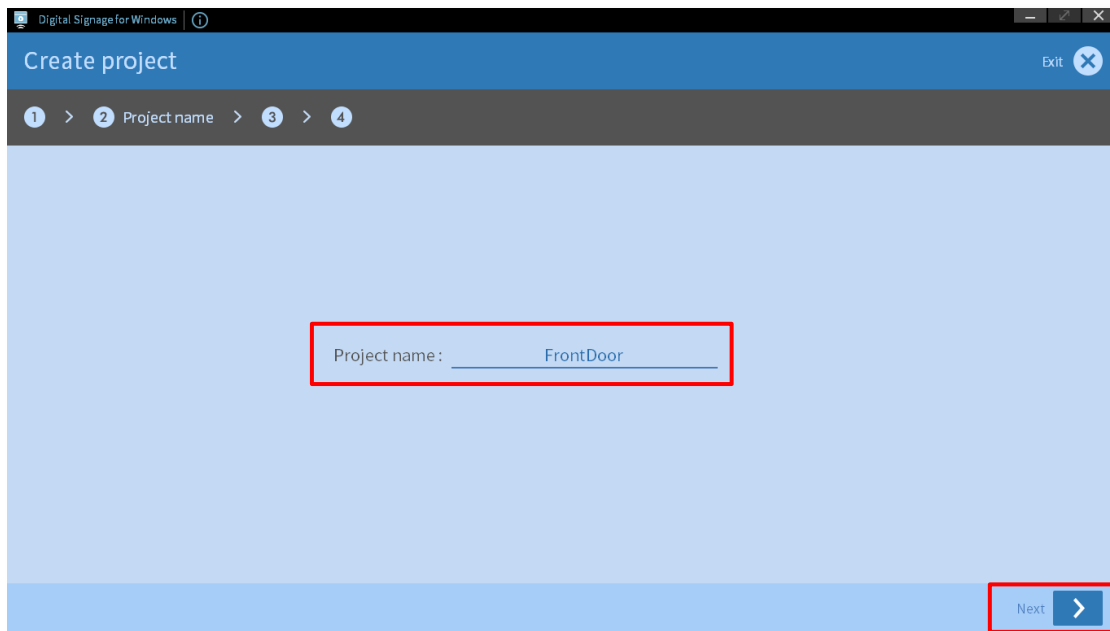 Digital Signage for Windows
Create project
Exit
1 > 2 Project name > 3 > 4
Project name : FrontDoor
Next